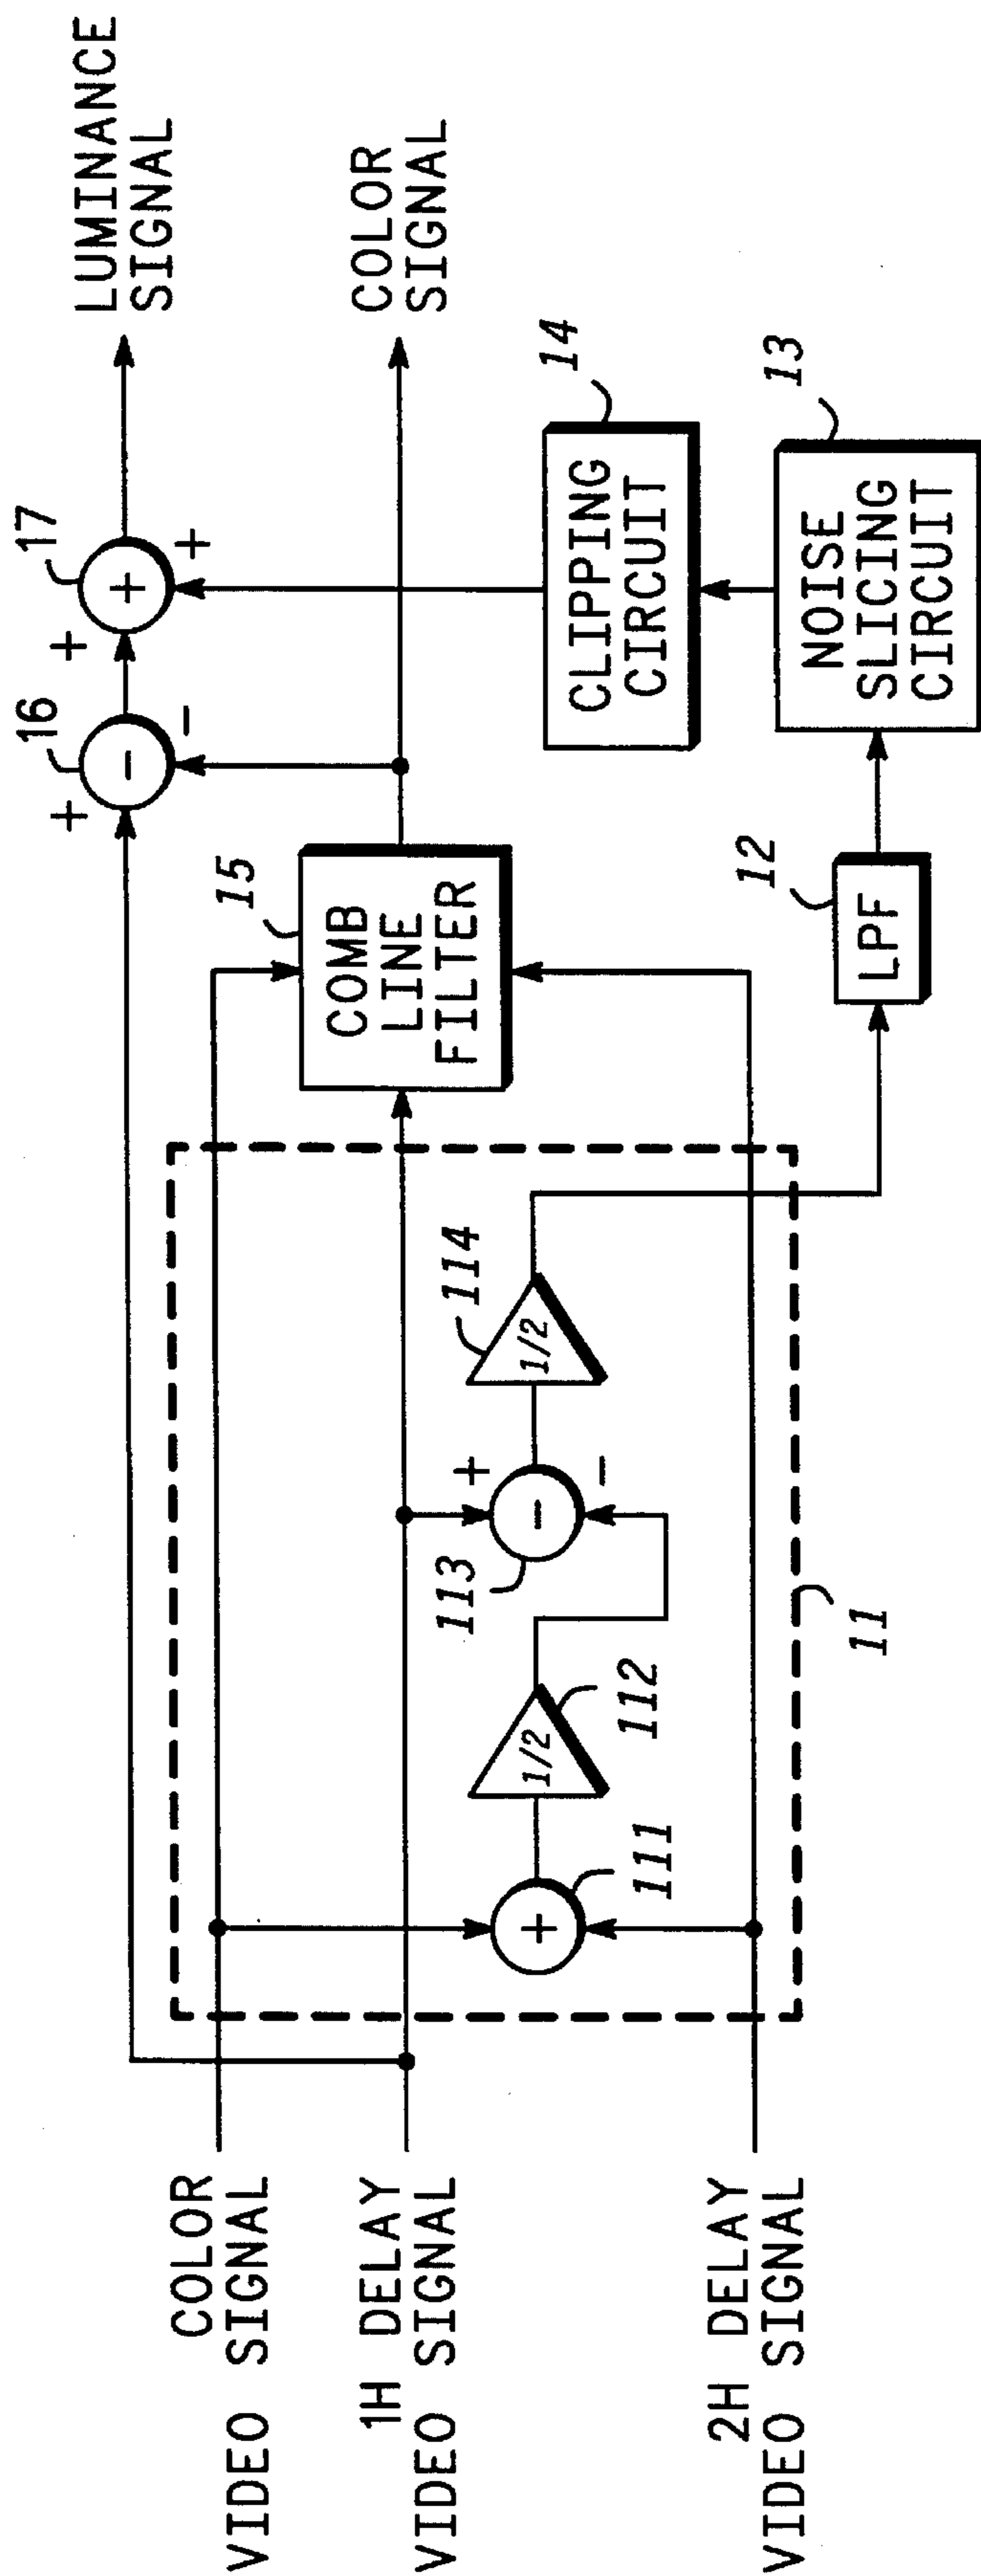 COLOR
VIDEO SIGNAL
1H DELAY
VIDEO SIGNAL
2H DELAY
VIDEO SIGNAL
11
111
+
112
1/2
113
+
-
-
114
1/2
15
COMB
LINE
FILTER
12
LPF
13
NOISE
SLICING
CIRCUIT
14
CLIPPING
CIRCUIT
16
+
-
-
17
+
+
+
LUMINANCE
SIGNAL
COLOR
SIGNAL